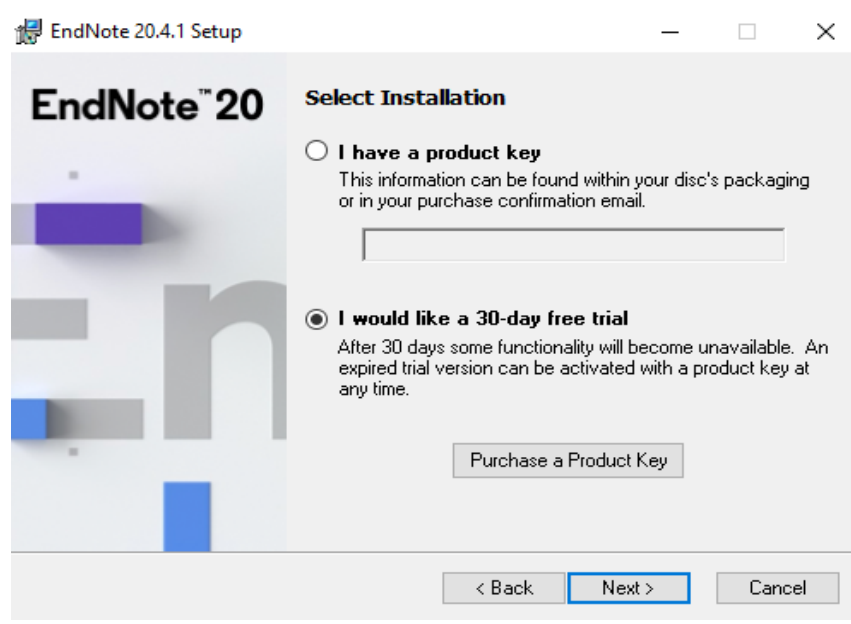 EndNote 20.4.1 Setup
EndNote™20
Select Installation
I have a product key
This information can be found within your disc's packaging
or in your purchase confirmation email.
I would like a 30-day free trial
After 30 days some functionality will become unavailable. An
expired trial version can be activated with a product key at
any time.
Purchase a Product Key
< Back
Next >
Cancel
En